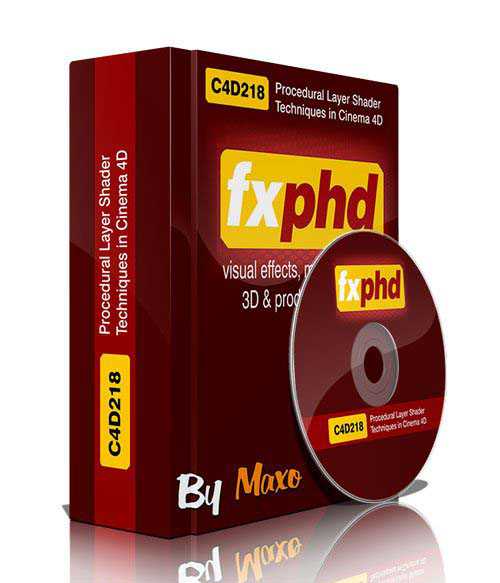 C4D218
Procedural Layer Shader
Techniques in Cinema 4D
fxphd
visual effects,
3D &
By Maxo
Procedural Layer Shader
Techniques in Cinema 4D
C4D218
fxphd
C4D218
Procedural Layer Shader
Techniques in Cinema 4D